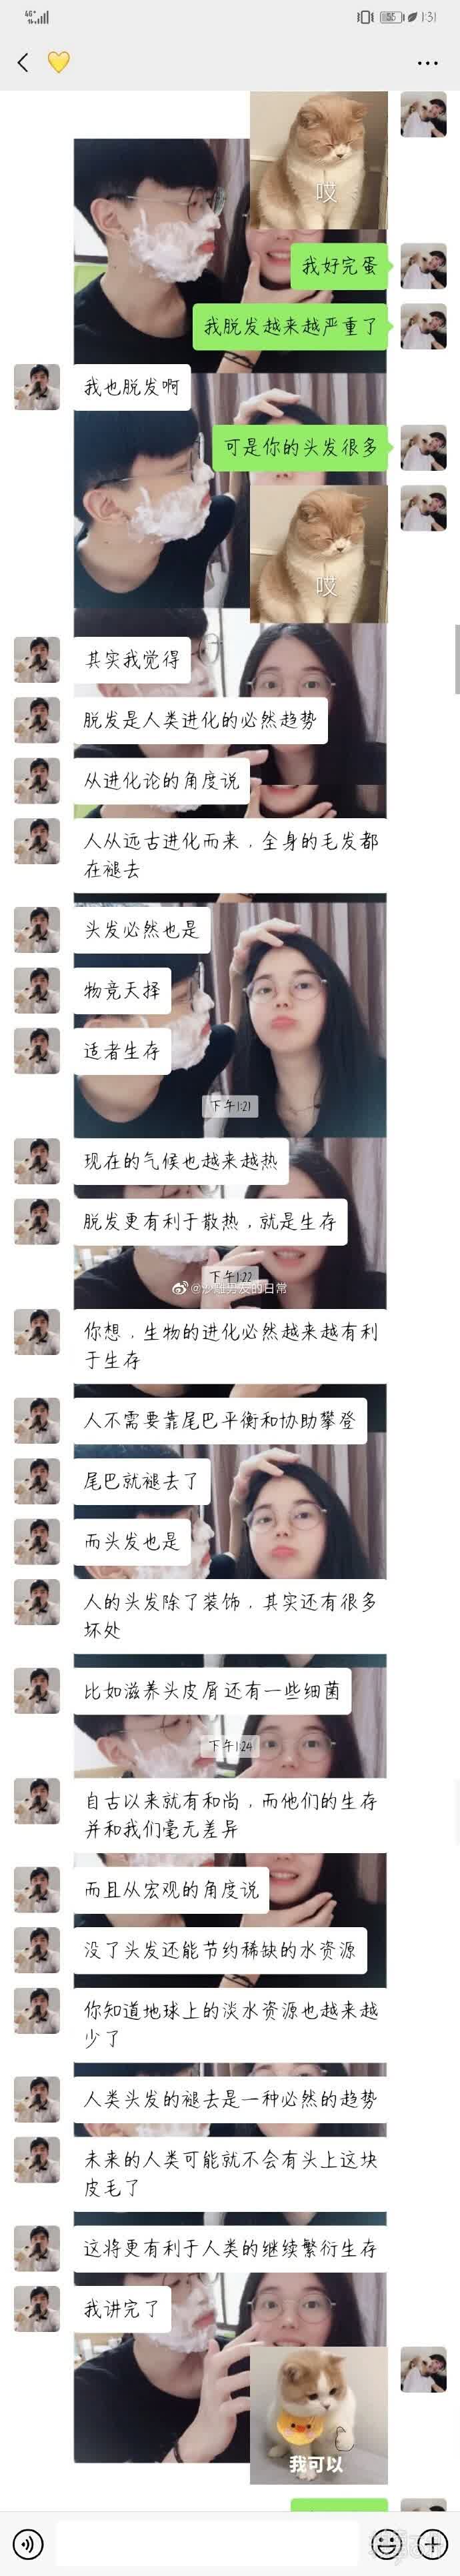 4G
55
1:31
哎
我好完蛋
我脱发越来越严重了
我也脱发啊
可是你的头发很多
哎
其实我觉得
脱发是人类进化的必然趋势
从进化论的角度说
人从远古进化而来，全身的毛发都
在褪去
头发必然也是
物竞天择
适者生存
下午1:21
现在的气候也越来越热
脱发更有利于散热，就是生存
下午1:22
你想，生物的进化必然越来越有利
于生存
人不需要靠尾巴平衡和协助攀登
尾巴就褪去了
而头发也是
人的头发除了装饰，其实还有很多
坏处
比如滋养头皮屑还有一些细菌
下午1:24
自古以来就有和尚，而他们的生存
并和我们毫无差异
而且从宏观的角度说
没了头发还能节约稀缺的水资源
你知道地球上的淡水资源也越来越
少了
人类头发的褪去是一种必然的趋势
未来的人类可能就不会有头上这块
皮毛了
这将更有利于人类的继续繁衍生存
我讲完了
我可以